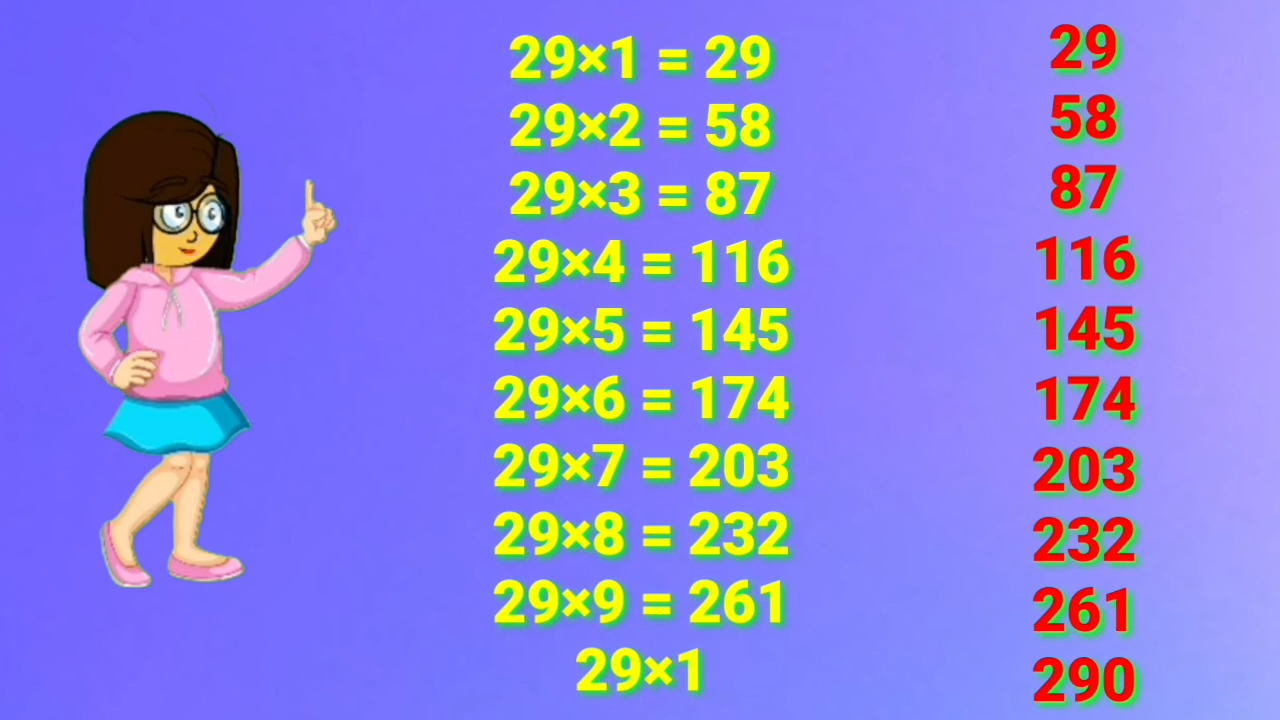 29×1 = 29
29×2 = 58
29×3 = 87
29×4 = 116
29×5 = 145
29×6 = 174
29×7 = 203
29×8 = 232
29×9 = 261
29×1
29
58
87
116
145
174
203
232
261
290